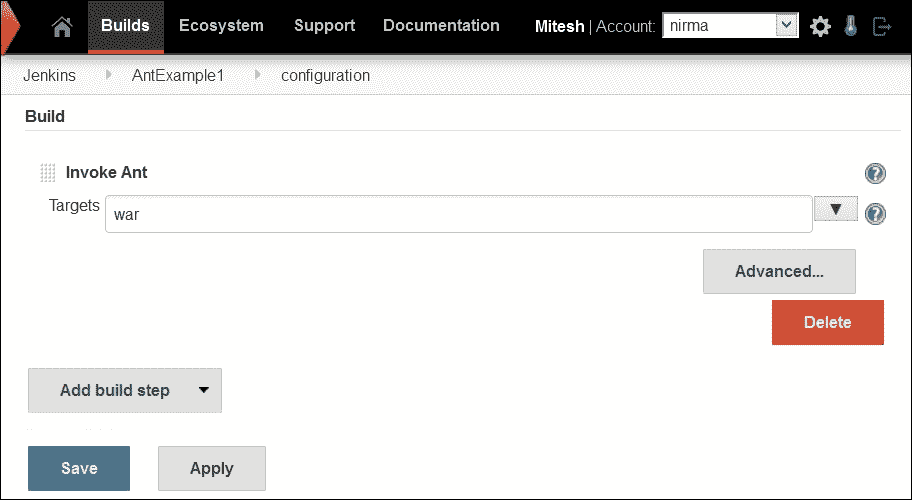 Builds Ecosystem Support Documentation Mitesh | Account: nirma
Jenkins AntExample1 configuration
Build
Invoke Ant ?
Targets war ?
Advanced...
Delete
Add build step
Save Apply